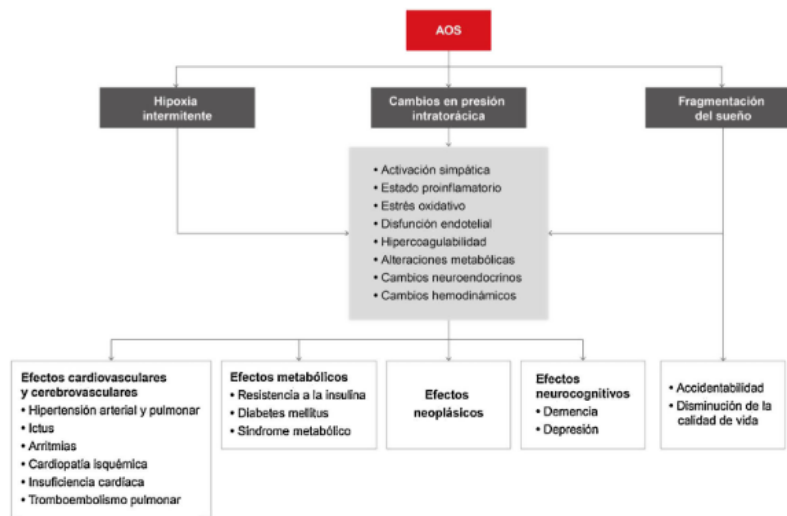 AOS
Hipoxia
intermitente
Cambios en presión
intratorácica
Fragmentación
del sueño
• Activación simpática
• Estado proinflamatorio
• Estrés oxidativo
• Disfunción endotelial
• Hipercoagulabilidad
• Alteraciones metabólicas
• Cambios neuroendocrinos
• Cambios hemodinámicos
Efectos cardiovasculares
y cerebrovasculares
• Hipertensión arterial y pulmonar
• Ictus
• Arritmias
• Cardiopatía isquémica
• Insuficiencia cardíaca
• Tromboembolismo pulmonar
Efectos metabólicos
• Resistencia a la insulina
• Diabetes mellitus
• Síndrome metabólico
Efectos
neoplásicos
Efectos
neurocognitivos
• Demencia
• Depresión
• Accidentabilidad
• Disminución de la
calidad de vida